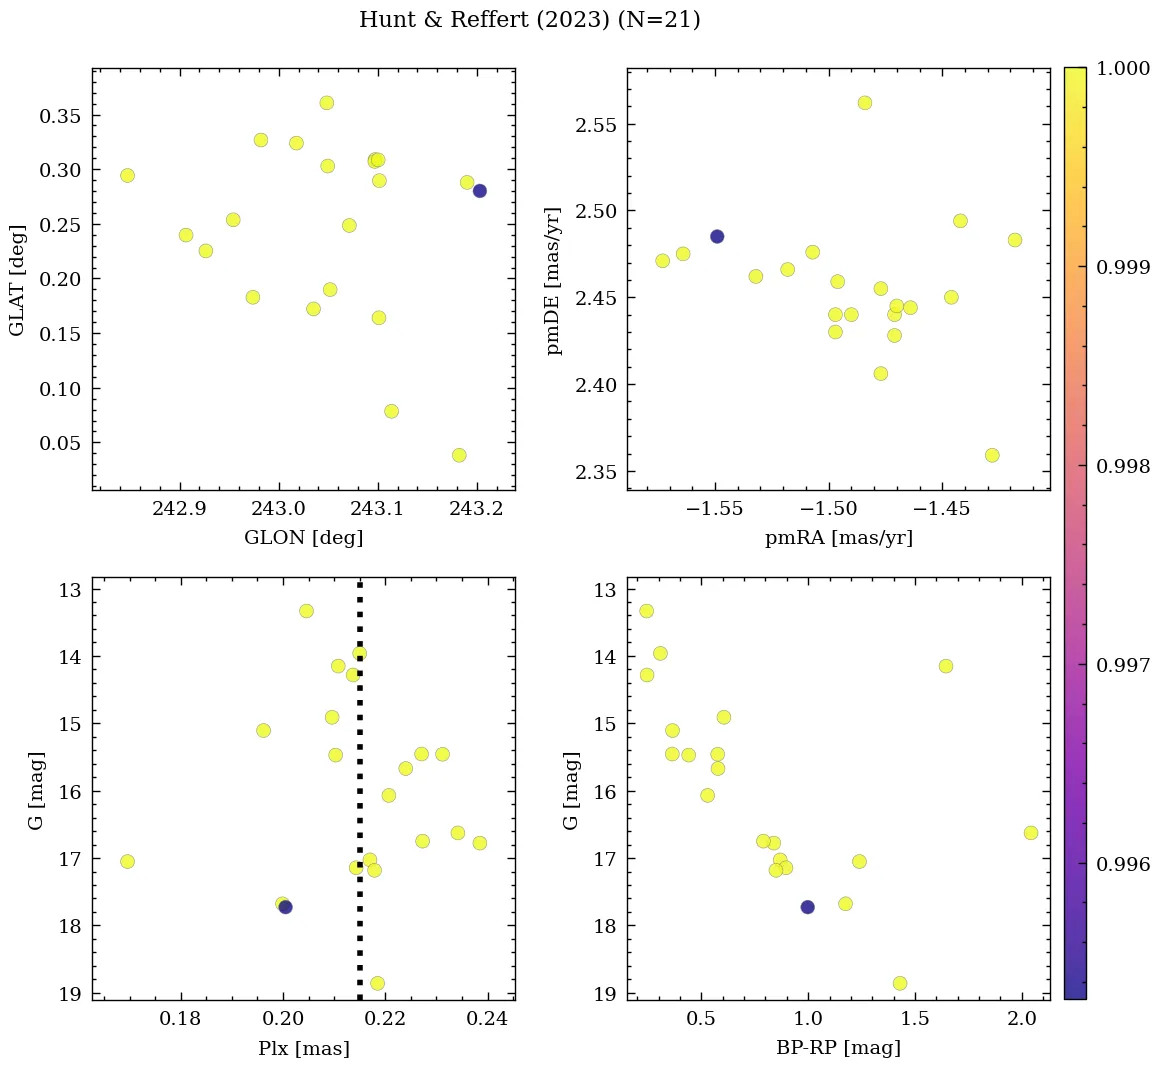 Hunt & Reffert (2023) (N=21)
0.35
0.30
0.25
0.20
0.15
0.10
0.05
GLAT [deg]
242.9 243.0 243.1 243.2
GLON [deg]
2.55
2.50
2.45
2.40
2.35
pmDE [mas/yr]
−1.55 −1.50 −1.45
pmRA [mas/yr]
1.000
0.999
0.998
0.997
0.996
13
14
15
16
17
18
19
G [mag]
0.18 0.20 0.22 0.24
Plx [mas]
13
14
15
16
17
18
19
G [mag]
0.5 1.0 1.5 2.0
BP-RP [mag]